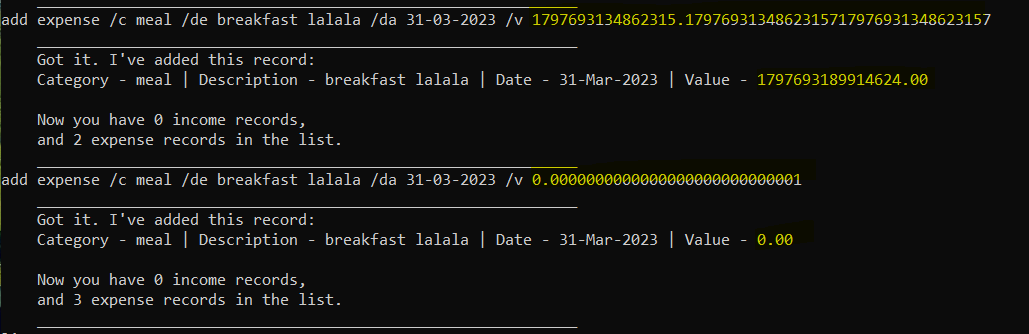 add expense /c meal /de breakfast lalala /da 31-03-2023 /v 1797693134862315.1797693134862315717976931348623157
Got it. I've added this record:
Category - meal | Description - breakfast lalala | Date - 31-Mar-2023 | Value - 1797693189914624.00
Now you have 0 income records,
and 2 expense records in the list.
add expense /c meal /de breakfast lalala /da 31-03-2023 /v 0.0000000000000000000000000001
Got it. I've added this record:
Category - meal | Description - breakfast lalala | Date - 31-Mar-2023 | Value - 0.00
Now you have 0 income records,
and 3 expense records in the list.